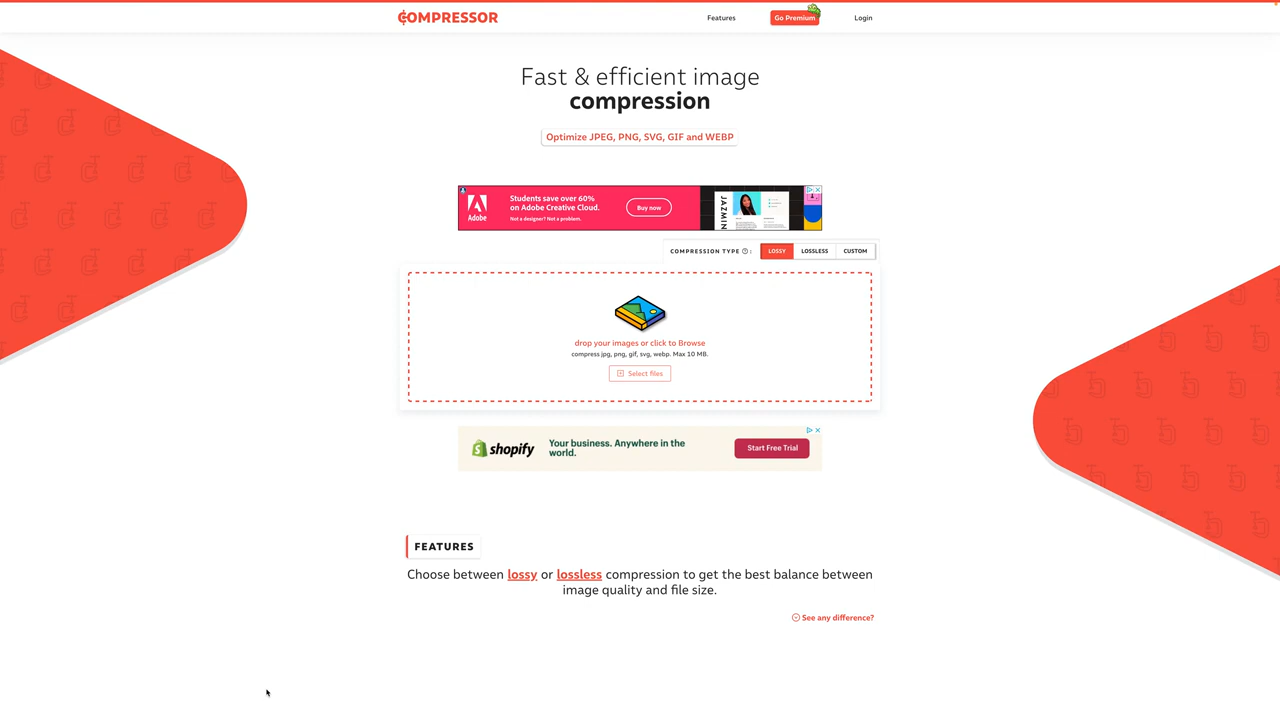 COMPRESSOR
Features
Go Premium
Login
Fast & efficient image
compression
Optimize JPEG, PNG, SVG, GIF and WEBP
Adobe
Students save over 60%
on Adobe Creative Cloud.
Not a designer? Not a problem.
Buy now
COMPRESSION TYPE ? :
LOSSY
LOSSLESS
CUSTOM
drop your images or click to Browse
compress jpg, png, gif, svg, webp. Max 10 MB.
Select files
shopify
Your business. Anywhere in the
world.
Start Free Trial
FEATURES
Choose between lossy or lossless compression to get the best balance between
image quality and file size.
See any difference?